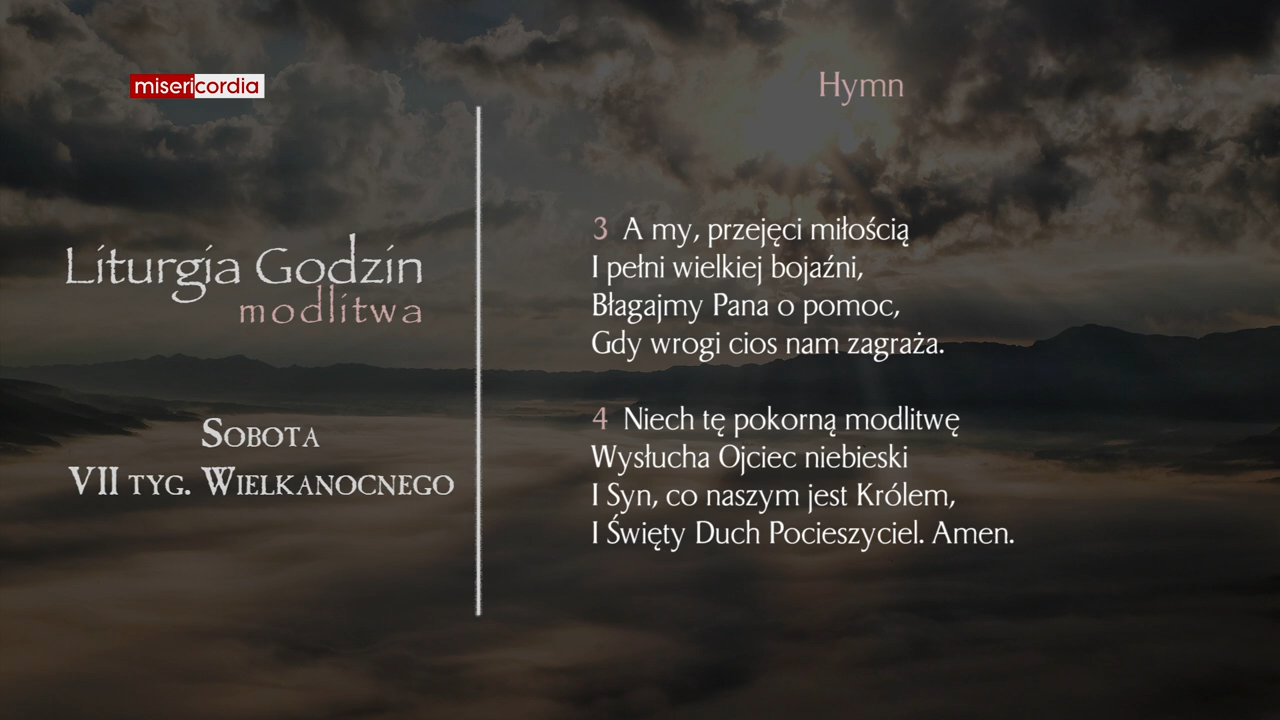 misericordia
Liturgia Godzin
modlitwa
Sobota
VII tyg. Wielkanocnego
Hymn
3 A my, przejęci miłością
I pełni wielkiej bojaźni,
Błagajmy Pana o pomoc,
Gdy wrogi cios nam zagraża.
4 Niech tę pokorną modlitwę
Wysłucha Ojciec niebieski
I Syn, co naszym jest Królem,
I Święty Duch Pocieszyciel. Amen.